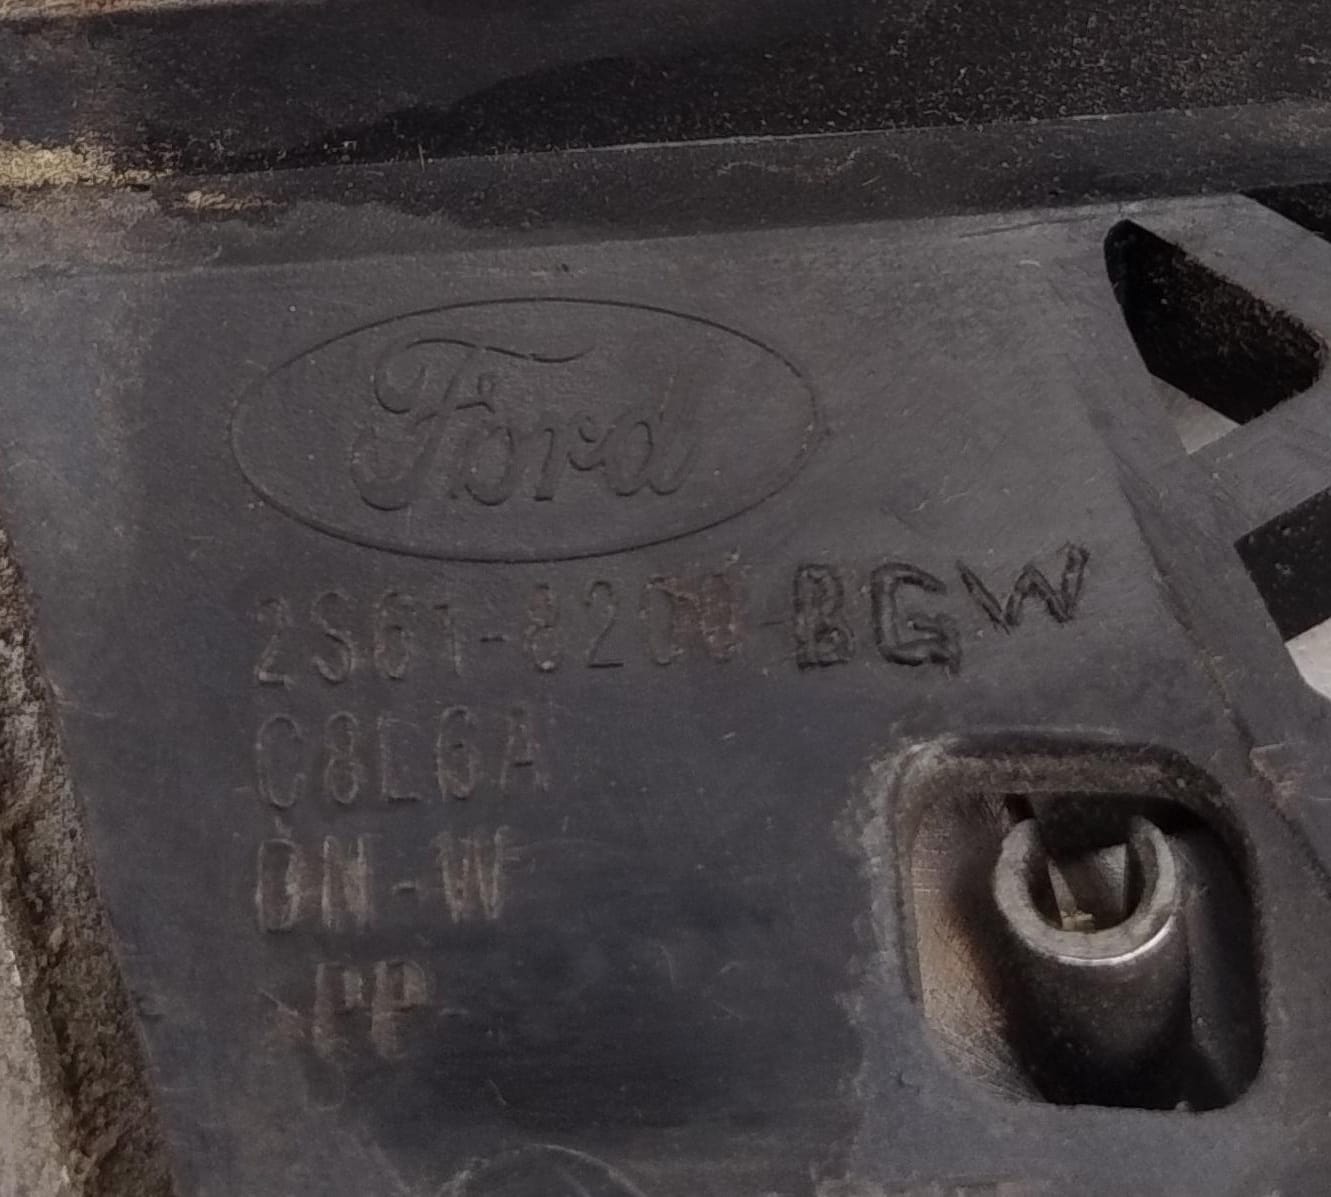 Ford
2S61-8200-BGW
C8LGA
DN-W
>PP<